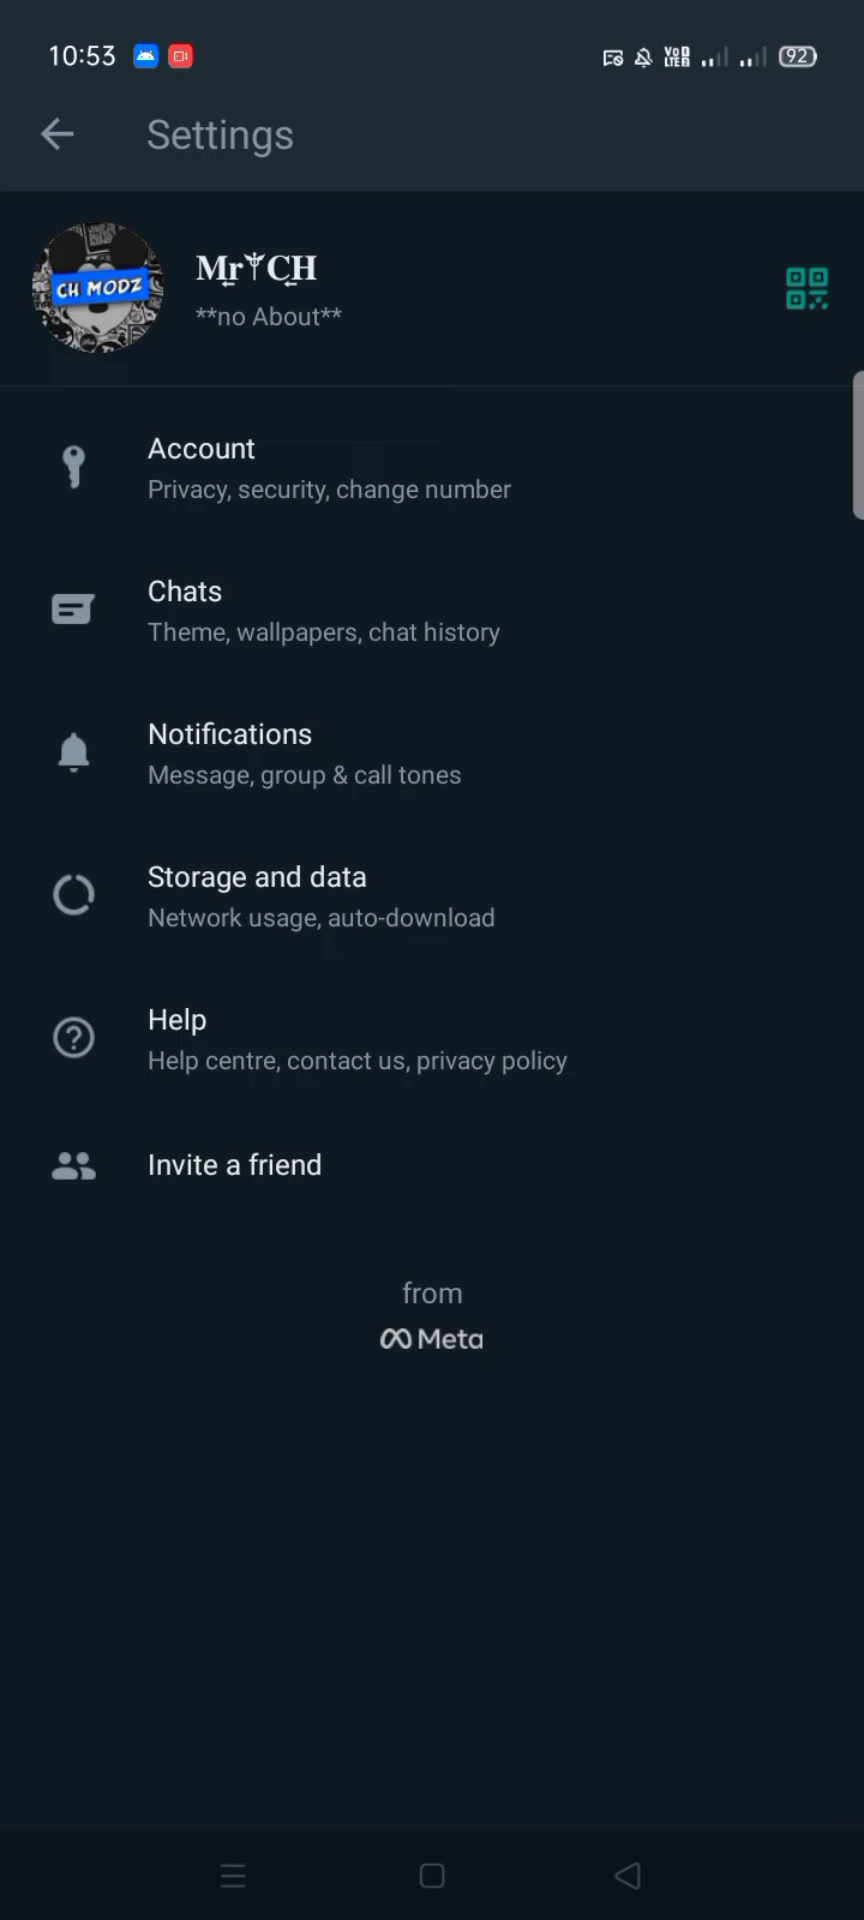 10:53
VoD LTE2 92
Settings
CH MODZ
Mr CH
**no About**
Account
Privacy, security, change number
Chats
Theme, wallpapers, chat history
Notifications
Message, group & call tones
Storage and data
Network usage, auto-download
Help
Help centre, contact us, privacy policy
Invite a friend
from
Meta